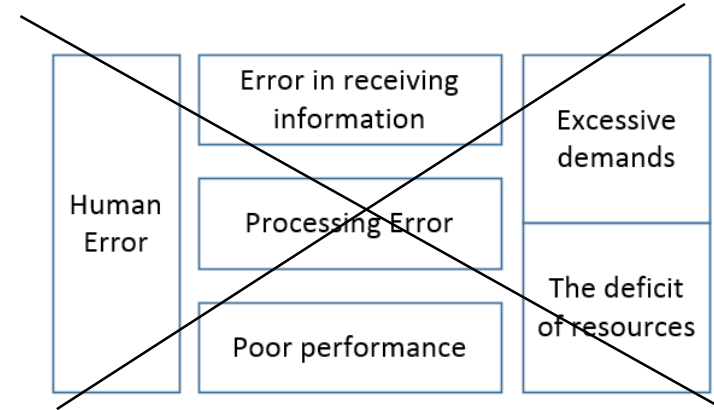 Human
Error
Error in receiving
information
Processing Error
Poor performance
Excessive
demands
The deficit
of resources